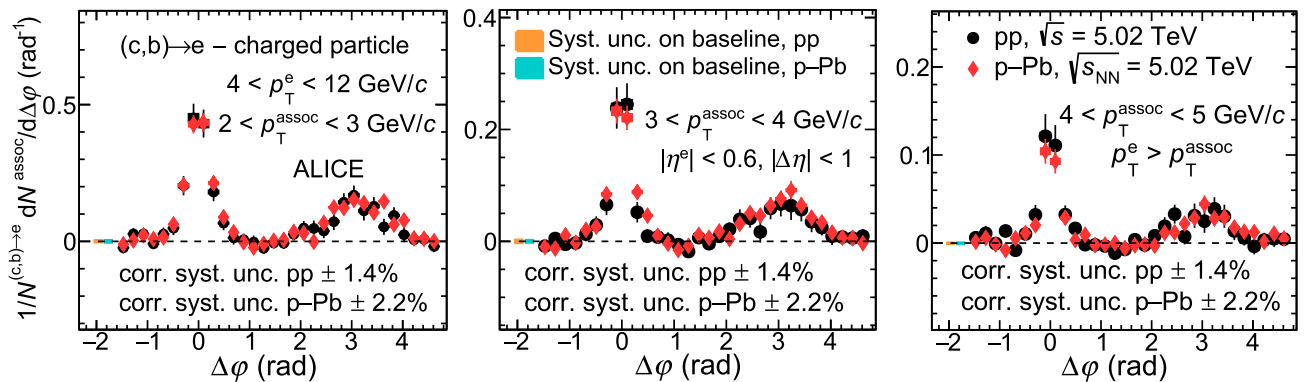 1/N^(c,b)→e dN^assoc/dΔφ (rad⁻¹)
(c,b)→e – charged particle
4 < p_T^e < 12 GeV/c
2 < p_T^assoc < 3 GeV/c
ALICE
0.5
0
corr. syst. unc. pp ± 1.4%
corr. syst. unc. p–Pb ± 2.2%
−2 −1 0 1 2 3 4
Δφ (rad)
Syst. unc. on baseline, pp
Syst. unc. on baseline, p–Pb
0.4
3 < p_T^assoc < 4 GeV/c
|η^e| < 0.6, |Δη| < 1
0.2
0
corr. syst. unc. pp ± 1.4%
corr. syst. unc. p–Pb ± 2.2%
−2 −1 0 1 2 3 4
Δφ (rad)
pp, √s = 5.02 TeV
p–Pb, √s_NN = 5.02 TeV
0.2
4 < p_T^assoc < 5 GeV/c
p_T^e > p_T^assoc
0.1
0
corr. syst. unc. pp ± 1.4%
corr. syst. unc. p–Pb ± 2.2%
−2 −1 0 1 2 3 4
Δφ (rad)